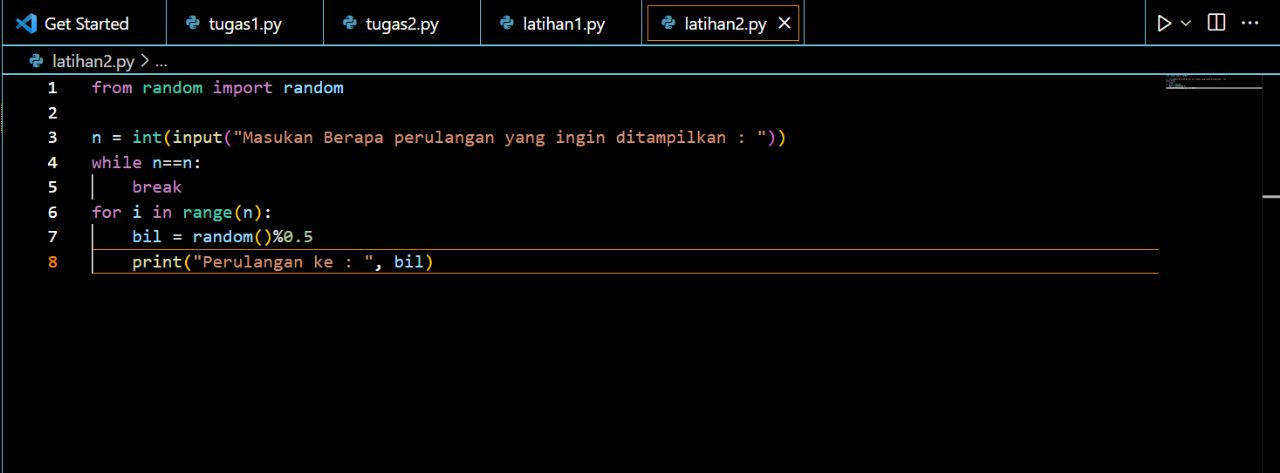 Get Started tugas1.py tugas2.py latihan1.py latihan2.py
latihan2.py > ...
1 from random import random
2
3 n = int(input("Masukan Berapa perulangan yang ingin ditampilkan : "))
4 while n==n:
5 break
6 for i in range(n):
7 bil = random()%0.5
8 print("Perulangan ke : ", bil)